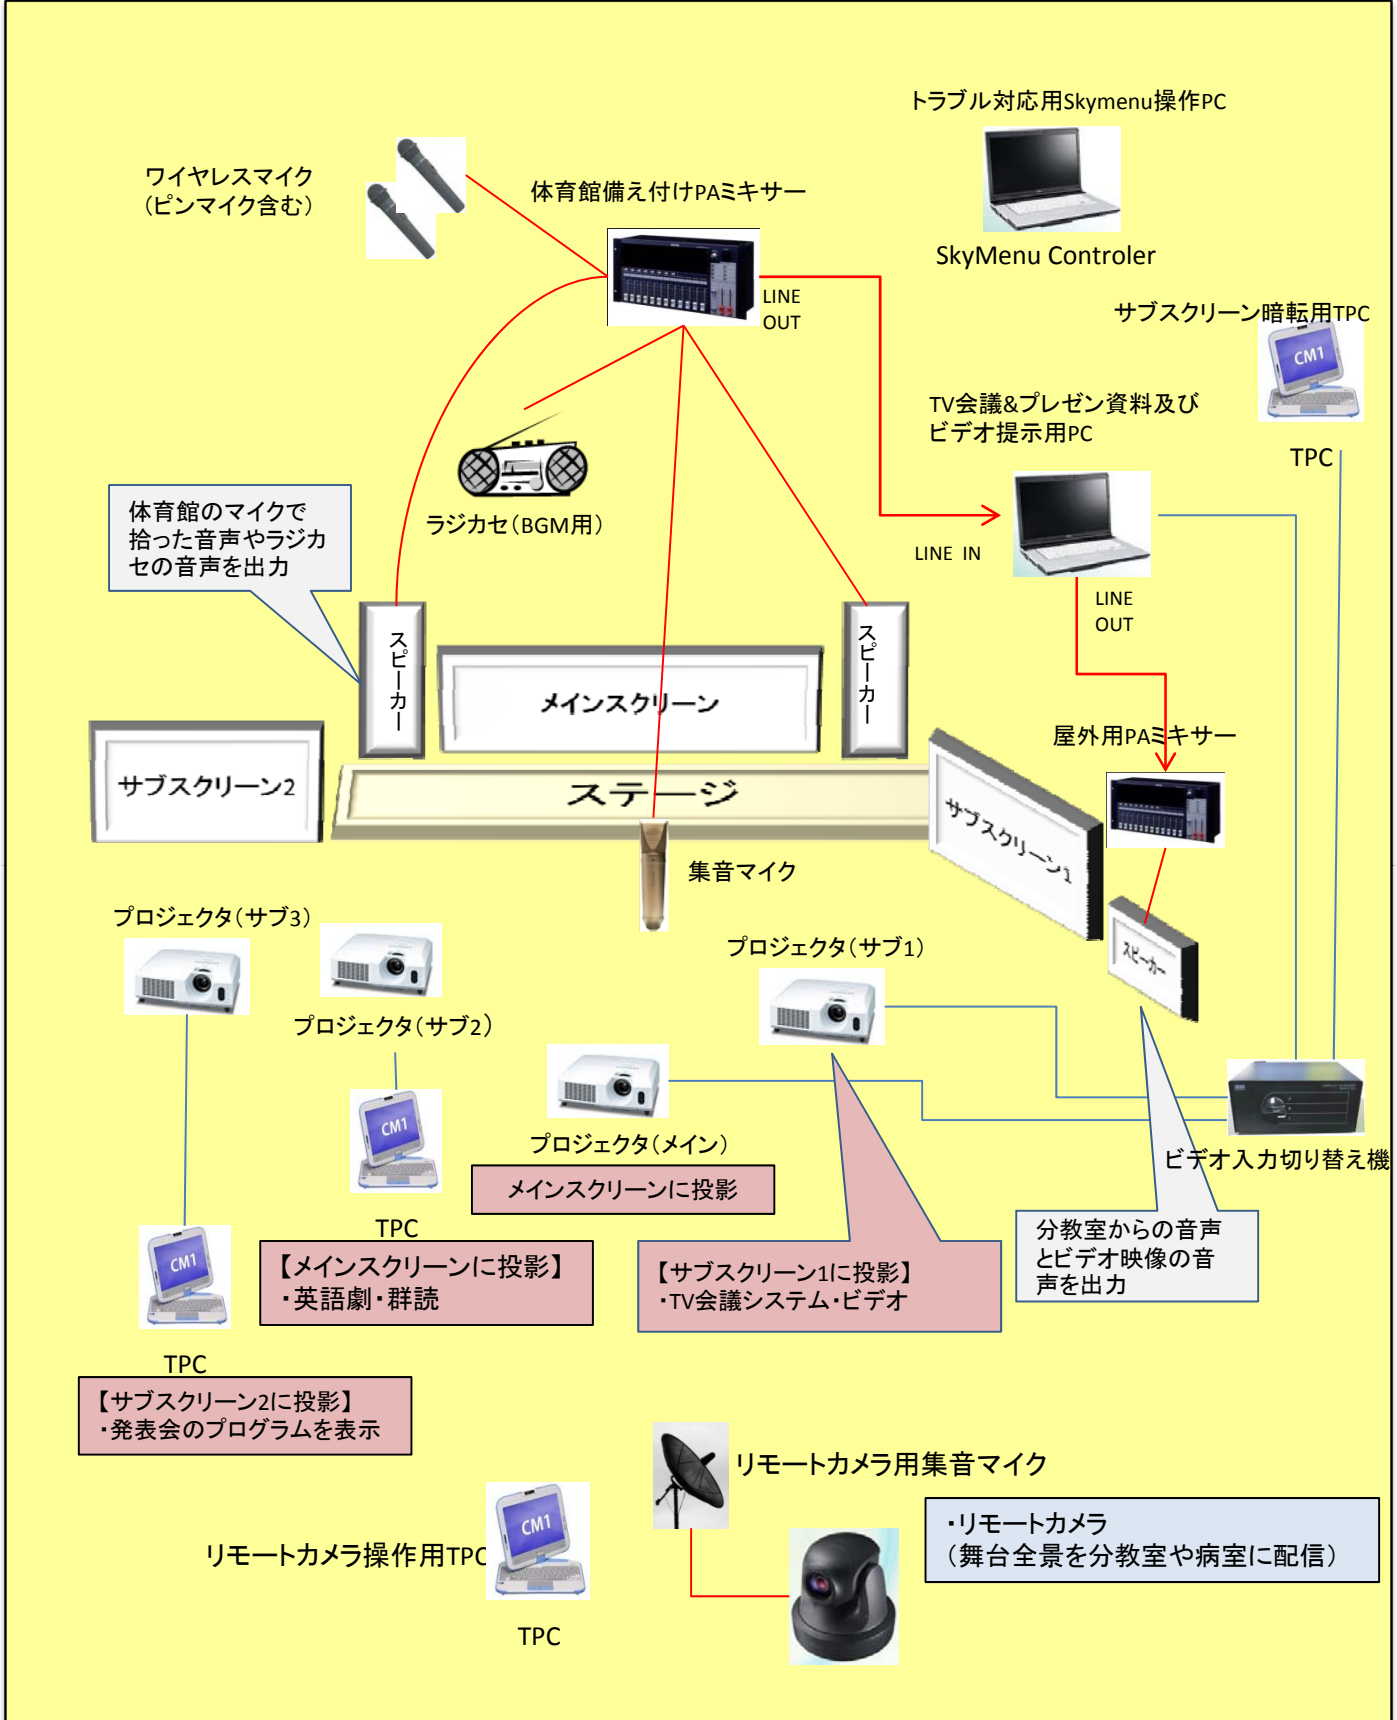 トラブル対応用Skymenu操作PC
ワイヤレスマイク
（ピンマイク含む）
体育館備え付けPAミキサー
SkyMenu Controler
LINE
OUT
サブスクリーン暗転用TPC
CM1
TPC
TV会議&プレゼン資料及び
ビデオ提示用PC
体育館のマイクで
拾った音声やラジカ
セの音声を出力
ラジカセ（BGM用）
LINE IN
LINE
OUT
スピーカー
スピーカー
メインスクリーン
サブスクリーン2
ステージ
サブスクリーン1
屋外用PAミキサー
集音マイク
スピーカー
プロジェクタ（サブ3）
プロジェクタ（サブ1）
プロジェクタ（サブ2）
プロジェクタ（メイン）
メインスクリーンに投影
ビデオ入力切り替え機
CM1
TPC
【メインスクリーンに投影】
・英語劇・群読
【サブスクリーン1に投影】
・TV会議システム・ビデオ
分教室からの音声
とビデオ映像の音
声を出力
CM1
TPC
【サブスクリーン2に投影】
・発表会のプログラムを表示
リモートカメラ用集音マイク
CM1
リモートカメラ操作用TPC
TPC
・リモートカメラ
（舞台全景を分教室や病室に配信）